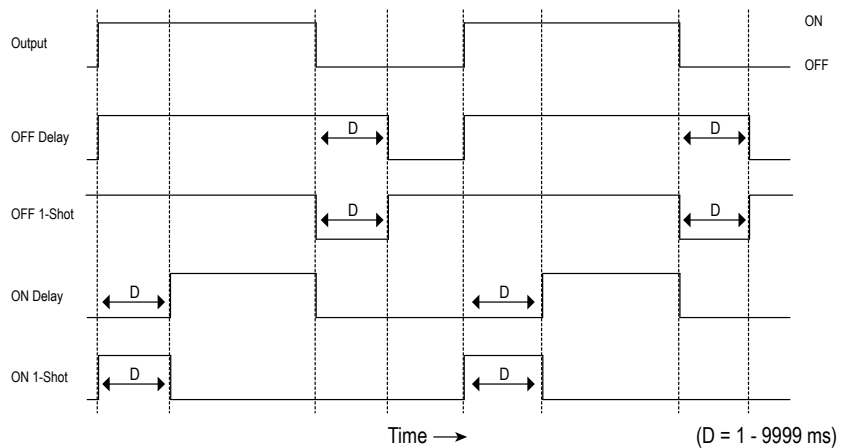 ON
Output
OFF
D D
OFF Delay
D D
OFF 1-Shot
D D
ON Delay
D D
ON 1-Shot
Time → (D = 1 - 9999 ms)